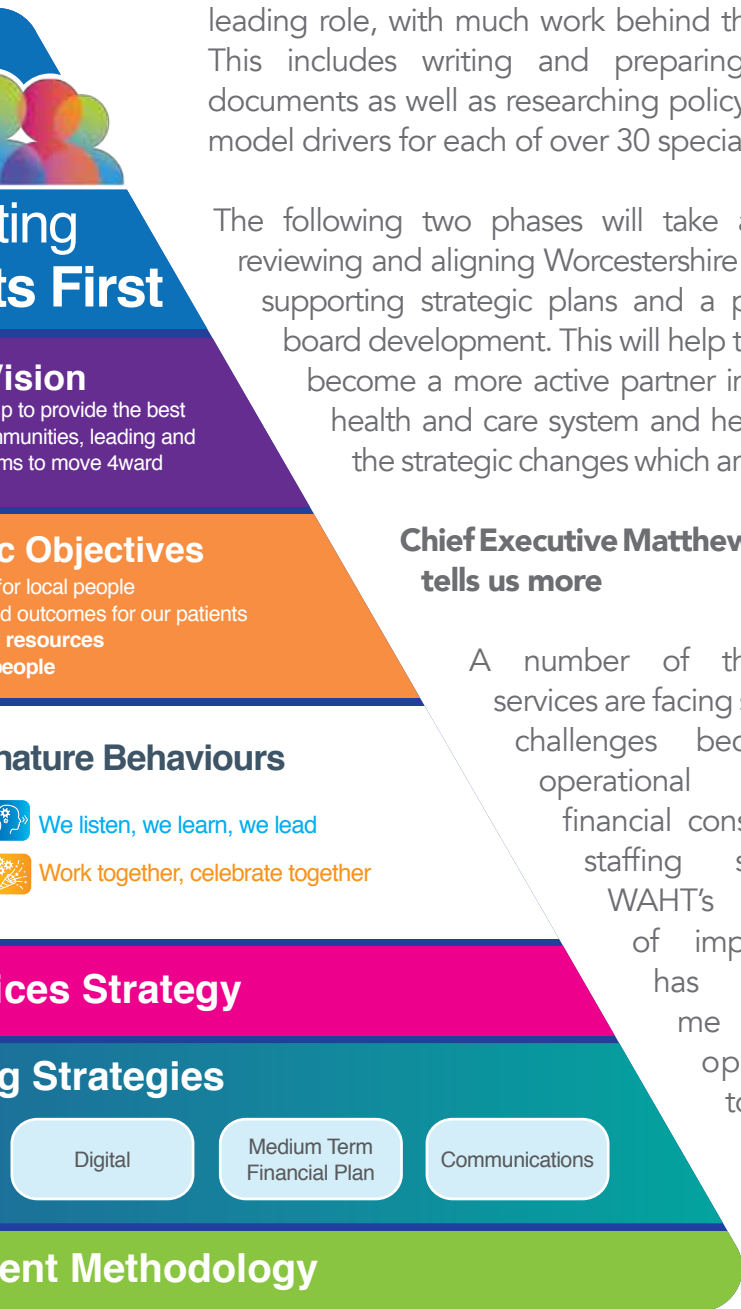 leading role, with much work behind th
This includes writing and preparing
documents as well as researching policy
model drivers for each of over 30 specia
The following two phases will take a
reviewing and aligning Worcestershire
supporting strategic plans and a p
board development. This will help t
become a more active partner in
health and care system and he
the strategic changes which ar
Chief Executive Matthew
tells us more
A number of th
services are facing s
challenges bec
operational
financial cons
staffing s
WAHT's
of imp
has
me
op
to
ting
ts First
Vision
p to provide the best
mmunities, leading and
ms to move 4ward
c Objectives
for local people
d outcomes for our patients
resources
people
nature Behaviours
We listen, we learn, we lead
Work together, celebrate together
ices Strategy
g Strategies
Digital
Medium Term
Financial Plan
Communications
ent Methodology